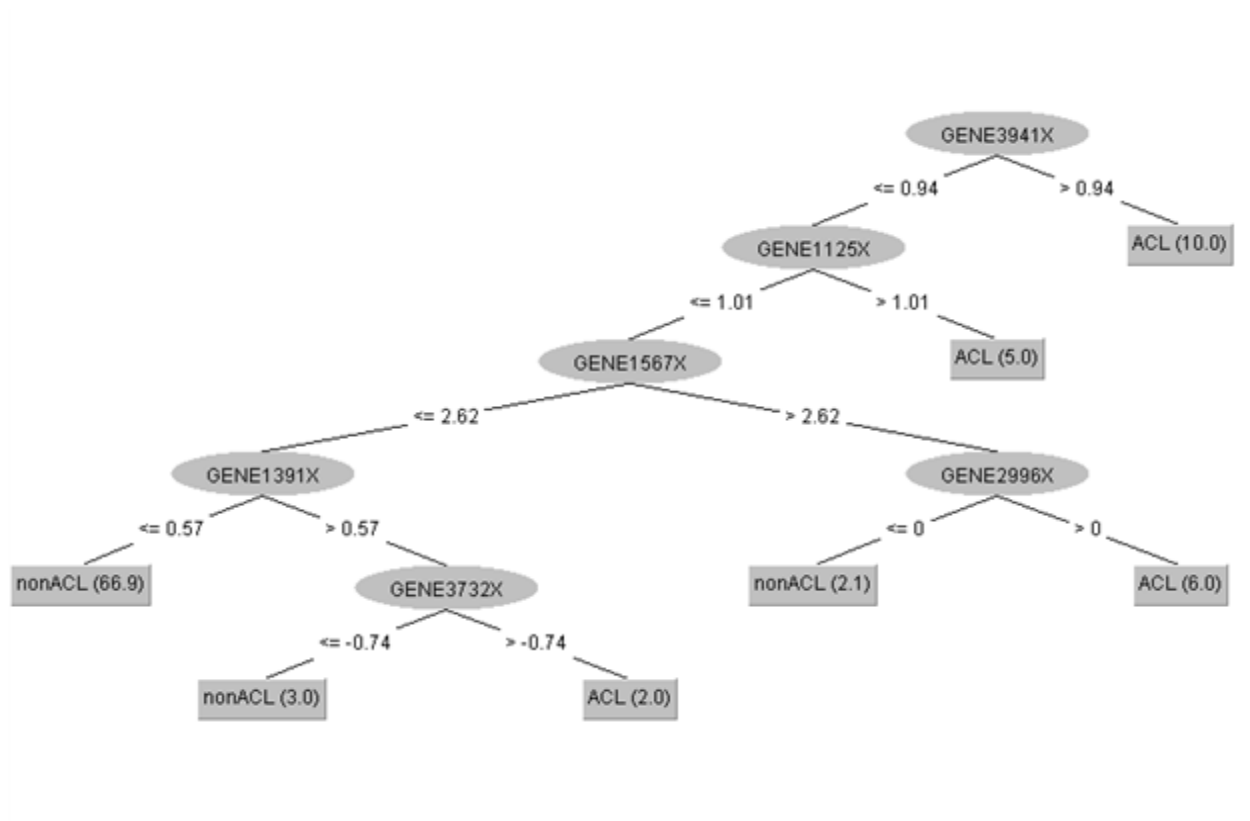 GENE3941X
<= 0.94
> 0.94
GENE1125X
ACL (10.0)
<= 1.01
> 1.01
GENE1567X
ACL (5.0)
<= 2.62
> 2.62
GENE1391X
GENE2996X
<= 0.57
> 0.57
<= 0
> 0
nonACL (66.9)
GENE3732X
nonACL (2.1)
ACL (6.0)
<= -0.74
> -0.74
nonACL (3.0)
ACL (2.0)